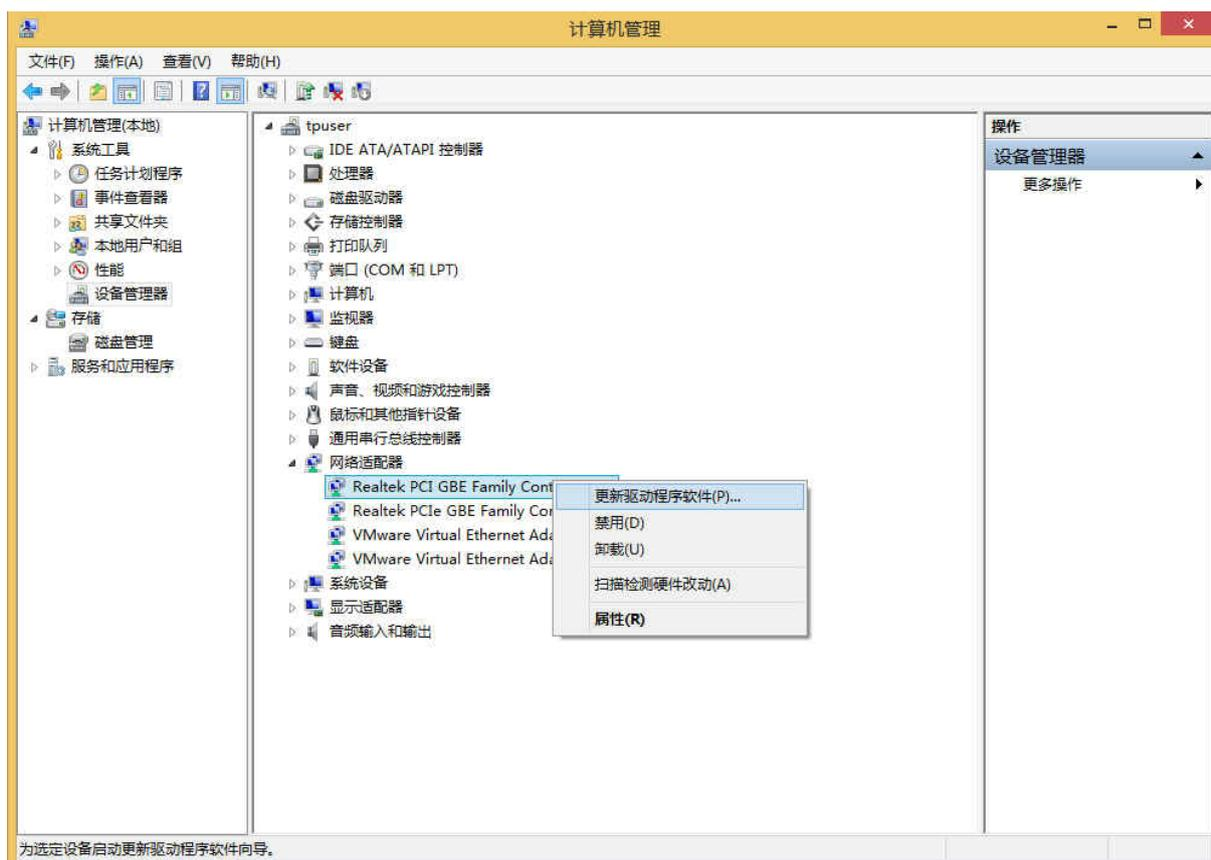 计算机管理
文件(F) 操作(A) 查看(V) 帮助(H)
计算机管理(本地)
系统工具
任务计划程序
事件查看器
共享文件夹
本地用户和组
性能
设备管理器
存储
磁盘管理
服务和应用程序
tpuser
IDE ATA/ATAPI 控制器
处理器
磁盘驱动器
存储控制器
打印队列
端口 (COM 和 LPT)
计算机
监视器
键盘
软件设备
声音、视频和游戏控制器
鼠标和其他指针设备
通用串行总线控制器
网络适配器
Realtek PCI GBE Family Cont
Realtek PCIe GBE Family Cor
VMware Virtual Ethernet Ada
VMware Virtual Ethernet Ada
系统设备
显示适配器
音频输入和输出
更新驱动程序软件(P)...
禁用(D)
卸载(U)
扫描检测硬件改动(A)
属性(R)
操作
设备管理器
更多操作
为选定设备启动更新驱动程序软件向导。